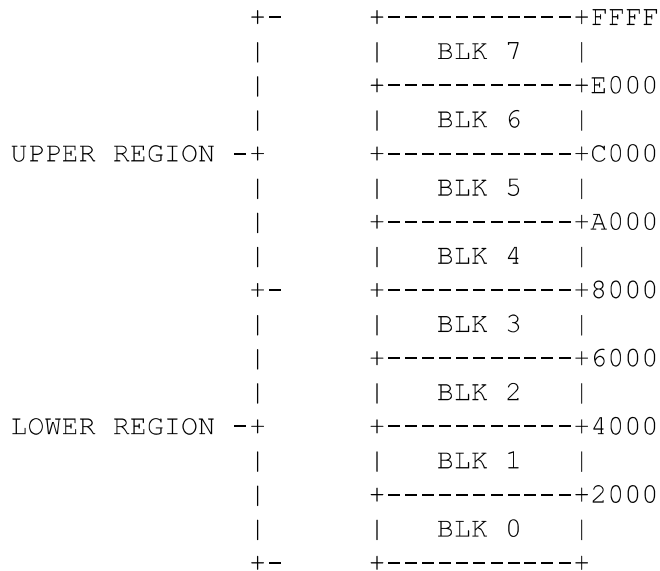 +-      +-----------+FFFF
              |       |   BLK 7   |
              |       +-----------+E000
              |       |   BLK 6   |
UPPER REGION -+       +-----------+C000
              |       |   BLK 5   |
              |       +-----------+A000
              |       |   BLK 4   |
              +-      +-----------+8000
              |       |   BLK 3   |
              |       +-----------+6000
              |       |   BLK 2   |
LOWER REGION -+       +-----------+4000
              |       |   BLK 1   |
              |       +-----------+2000
              |       |   BLK 0   |
              +-      +-----------+